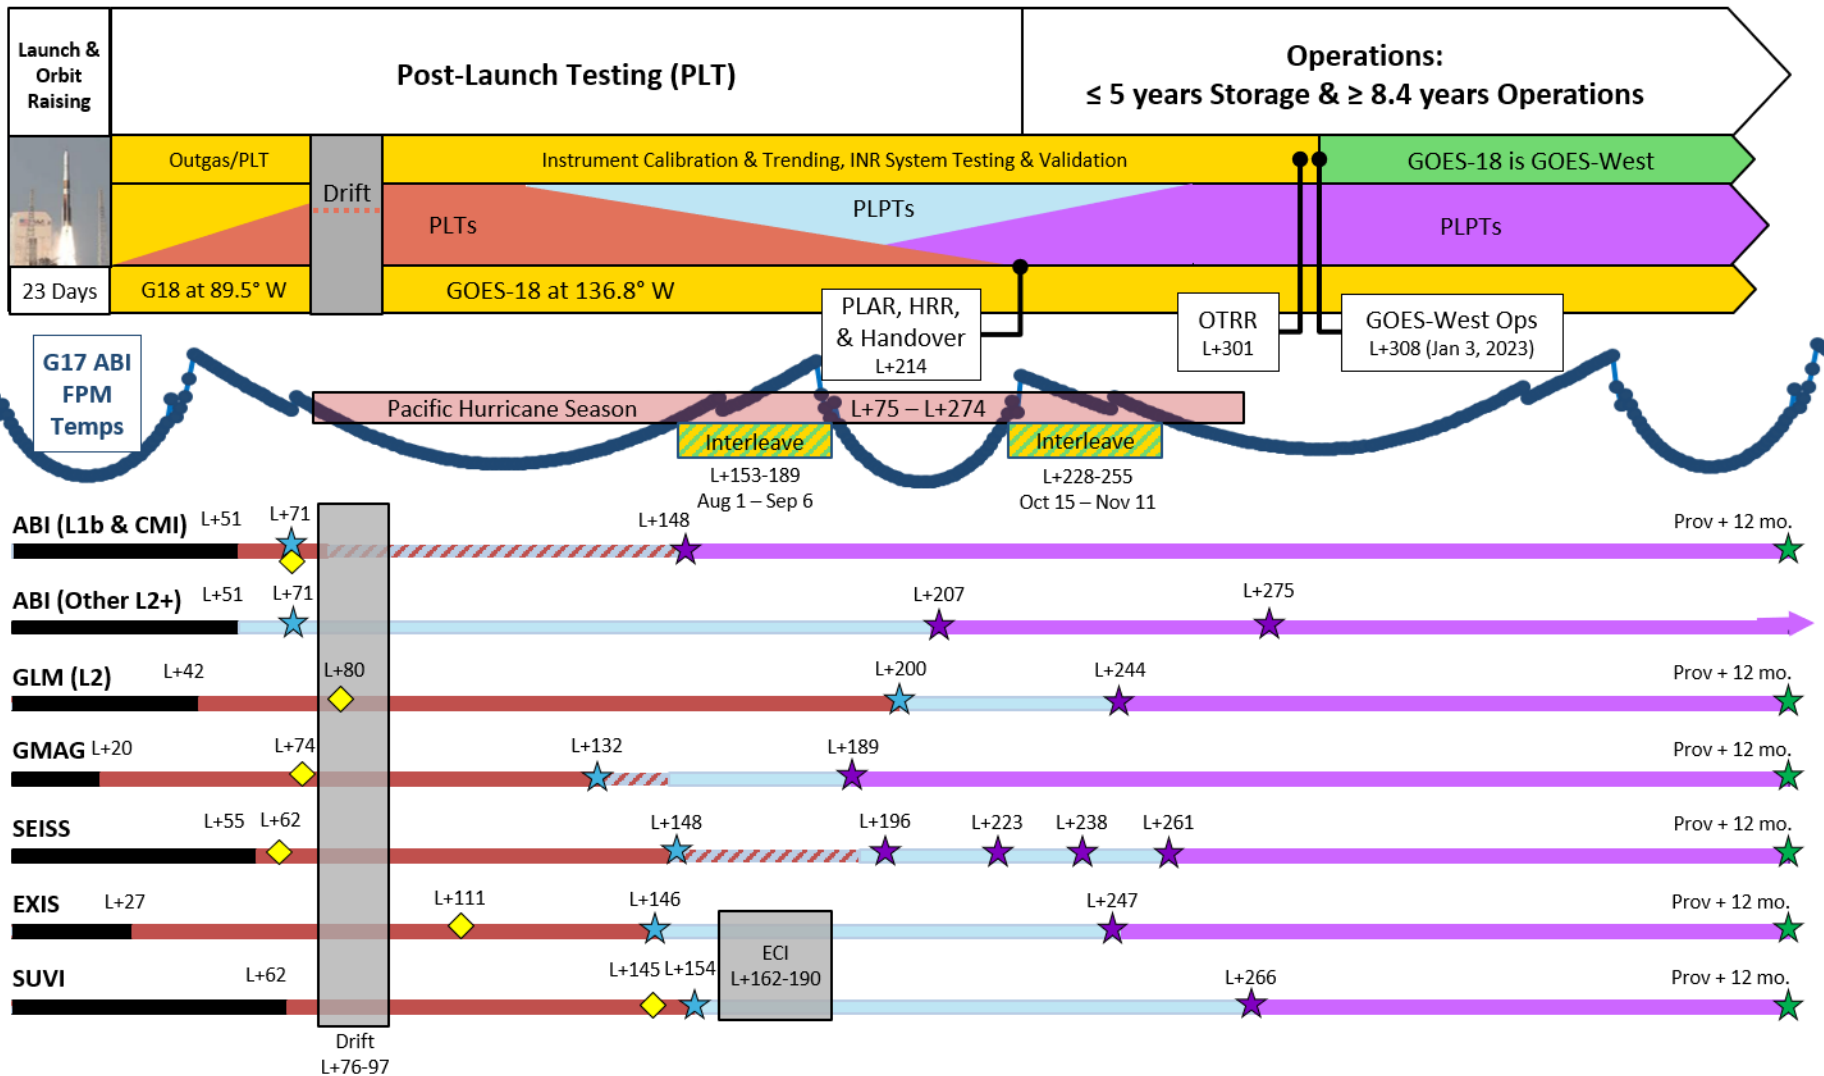 Launch &
Orbit
Raising
Post-Launch Testing (PLT)
Operations:
≤ 5 years Storage & ≥ 8.4 years Operations
Outgas/PLT
Drift
Instrument Calibration & Trending, INR System Testing & Validation
GOES-18 is GOES-West
PLTs
PLPTs
PLPTs
23 Days
G18 at 89.5° W
GOES-18 at 136.8° W
PLAR, HRR,
& Handover
L+214
OTRR
L+301
GOES-West Ops
L+308 (Jan 3, 2023)
G17 ABI
FPM
Temps
Pacific Hurricane Season
L+75 – L+274
Interleave
Interleave
L+153-189
Aug 1 – Sep 6
L+228-255
Oct 15 – Nov 11
ABI (L1b & CMI)
L+51
L+71
L+148
Prov + 12 mo.
ABI (Other L2+)
L+51
L+71
L+207
L+275
GLM (L2)
L+42
L+80
L+200
L+244
Prov + 12 mo.
GMAG
L+20
L+74
L+132
L+189
Prov + 12 mo.
SEISS
L+55
L+62
L+148
L+196
L+223
L+238
L+261
Prov + 12 mo.
EXIS
L+27
L+111
L+146
L+247
Prov + 12 mo.
ECI
L+162-190
SUVI
L+62
L+145
L+154
L+266
Prov + 12 mo.
Drift
L+76-97